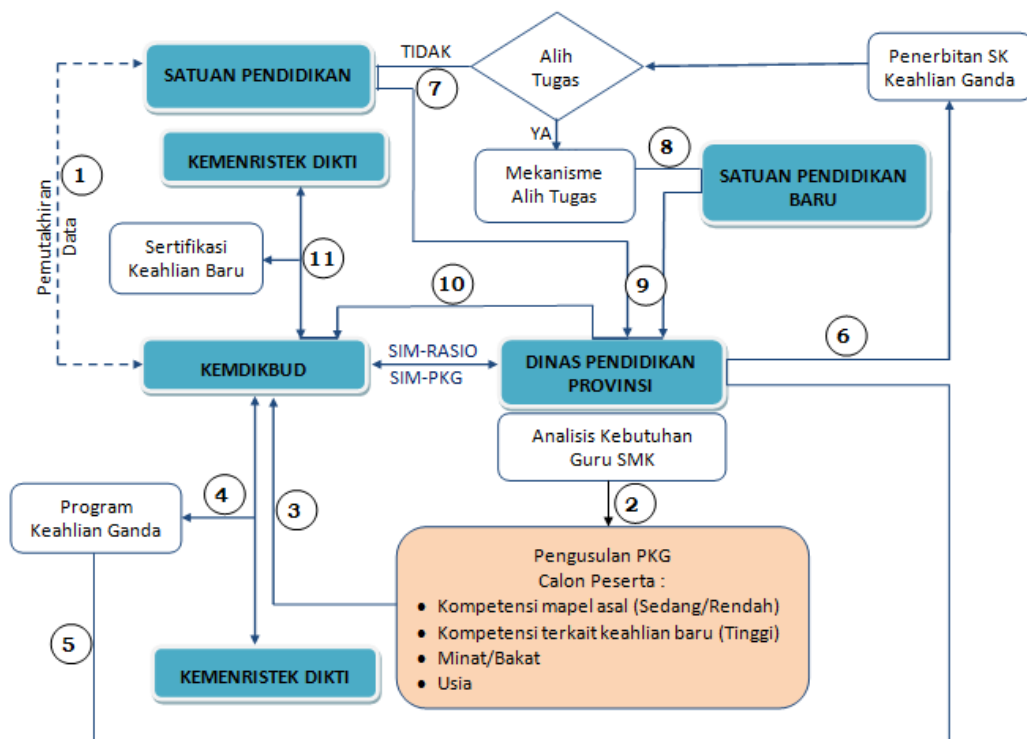 TIDAK
Alih
Tugas
Penerbitan SK
Keahlian Ganda
SATUAN PENDIDIKAN
7
YA
8
KEMENRISTEK DIKTI
Mekanisme
Alih Tugas
SATUAN PENDIDIKAN
BARU
1
Pemutakhiran
Data
Sertifikasi
Keahlian Baru
11
10
9
6
KEMDIKBUD
SIM-RASIO
SIM-PKG
DINAS PENDIDIKAN
PROVINSI
Analisis Kebutuhan
Guru SMK
4
3
2
Program
Keahlian Ganda
Pengusulan PKG
Calon Peserta :
● Kompetensi mapel asal (Sedang/Rendah)
● Kompetensi terkait keahlian baru (Tinggi)
● Minat/Bakat
● Usia
5
KEMENRISTEK DIKTI